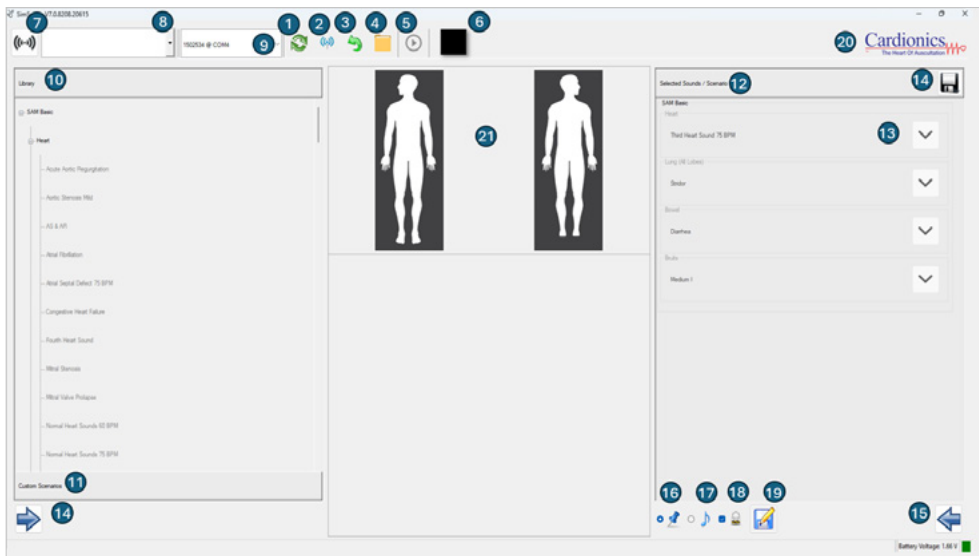 7 8 1 2 3 4 5 6
1502534 @ COM4 9
20 Cardionics
The Heart Of Auscultation
Library 10
21
Selected Sounds / Scenario 12 14
SAM Basic
Heart
Acute Aortic Regurgitation
Aortic Stenosis Mild
AS & AR
Atrial Fibrillation
Atrial Septal Defect 75 BPM
Congestive Heart Failure
Fourth Heart Sound
Mitral Stenosis
Mitral Valve Prolapse
Normal Heart Sounds 60 BPM
Normal Heart Sounds 75 BPM
Custom Scenarios 11
14
SAM Basic
Heart
Third Heart Sound 75 BPM 13
Lung (All Lobes)
Stridor
Bowel
Diarrhea
Bruits
Medium I
16 17 18 19
15
Battery Voltage: 1.66 V